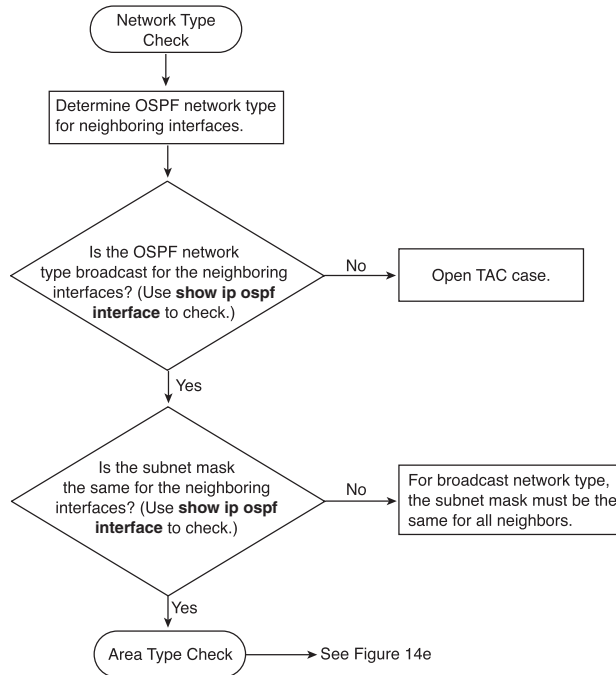 Network Type
Check
Determine OSPF network type
for neighboring interfaces.
Is the OSPF network
type broadcast for the neighboring
interfaces? (Use show ip ospf
interface to check.)
No
Open TAC case.
Yes
Is the subnet mask
the same for the neighboring
interfaces? (Use show ip ospf
interface to check.)
No
For broadcast network type,
the subnet mask must be the
same for all neighbors.
Yes
Area Type Check
See Figure 14e